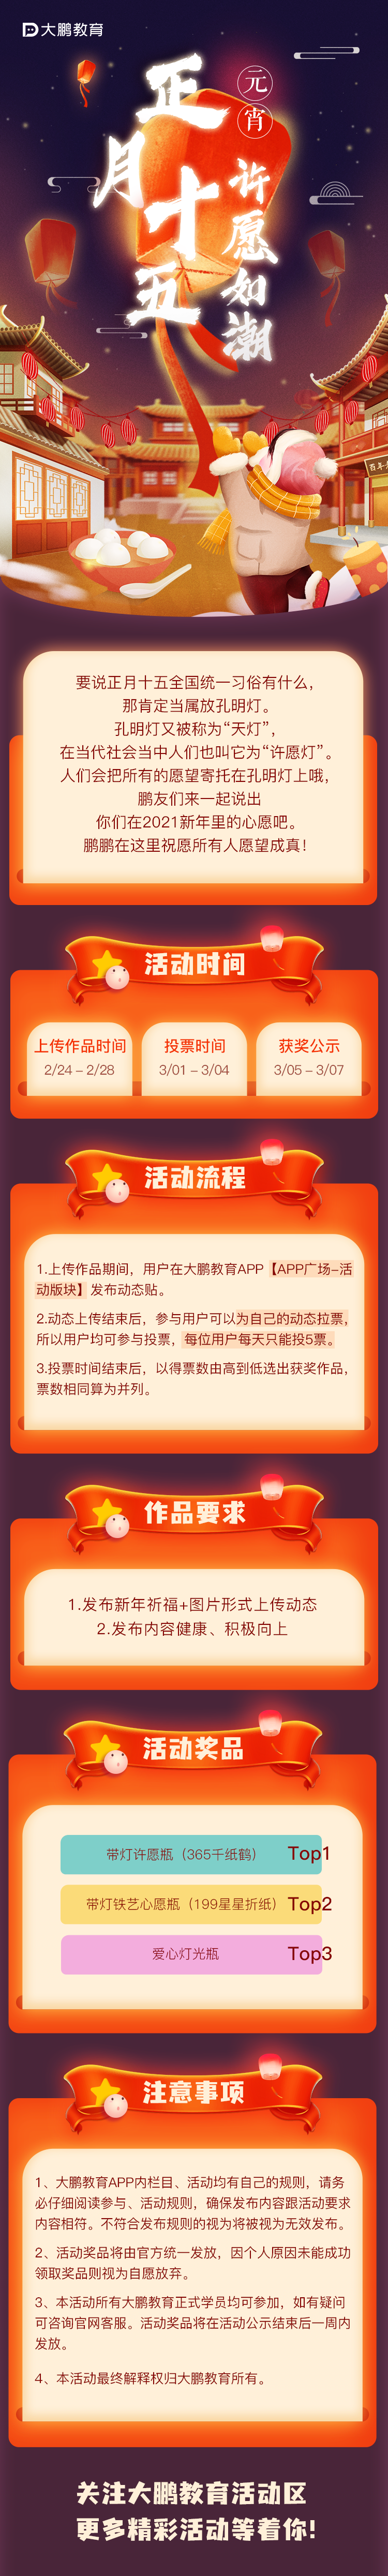 大鹏教育
元宵
正月十五
许愿如潮
要说正月十五全国统一习俗有什么，
那肯定当属放孔明灯。
孔明灯又被称为“天灯”，
在当代社会当中人们也叫它为“许愿灯”。
人们会把所有的愿望寄托在孔明灯上哦，
鹏友们来一起说出
你们在2021新年里的心愿吧。
鹏鹏在这里祝愿所有人愿望成真！
活动时间
上传作品时间
2/24 – 2/28
投票时间
3/01 – 3/04
获奖公示
3/05 – 3/07
活动流程
1.上传作品期间，用户在大鹏教育APP【APP广场–活
动版块】发布动态贴。
2.动态上传结束后，参与用户可以为自己的动态拉票，
所以用户均可参与投票，每位用户每天只能投5票。
3.投票时间结束后，以得票数由高到低选出获奖作品，
票数相同算为并列。
作品要求
1.发布新年祈福+图片形式上传动态
2.发布内容健康、积极向上
活动奖品
带灯许愿瓶（365千纸鹤） Top1
带灯铁艺心愿瓶（199星星折纸） Top2
爱心灯光瓶 Top3
注意事项
1、大鹏教育APP内栏目、活动均有自己的规则，请务
必仔细阅读参与、活动规则，确保发布内容跟活动要求
内容相符。不符合发布规则的视为将被视为无效发布。
2、活动奖品将由官方统一发放，因个人原因未能成功
领取奖品则视为自愿放弃。
3、本活动所有大鹏教育正式学员均可参加，如有疑问
可咨询官网客服。活动奖品将在活动公示结束后一周内
发放。
4、本活动最终解释权归大鹏教育所有。
关注大鹏教育活动区
更多精彩活动等着你！